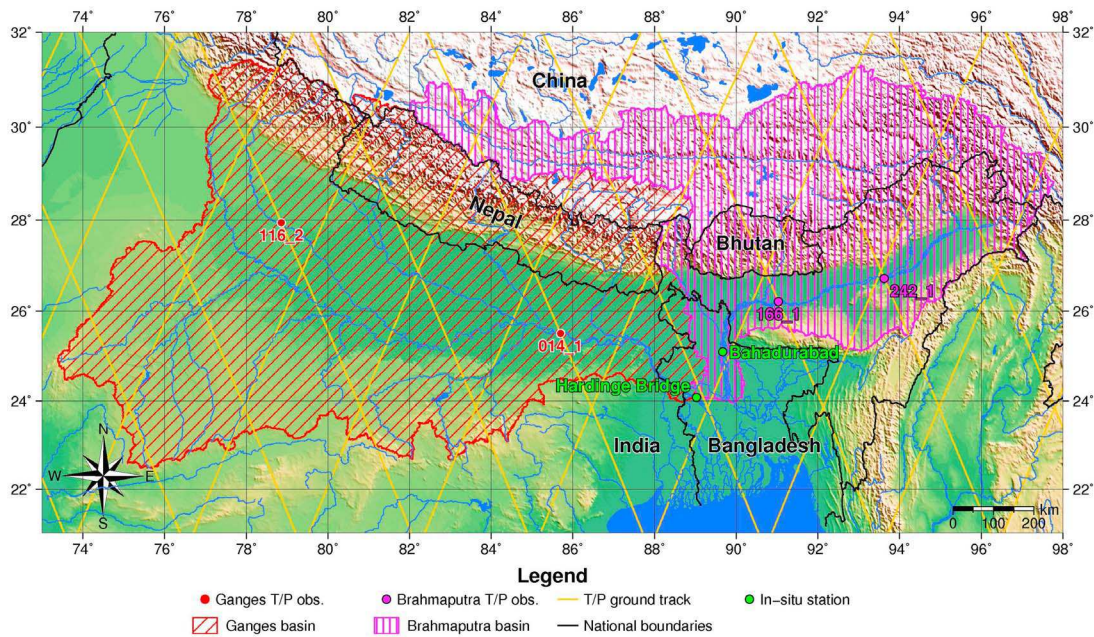 74° 76° 78° 80° 82° 84° 86° 88° 90° 92° 94° 96° 98°
32° 32°
China
30° 30°
Nepal
28° 28°
116_2
Bhutan
242_1
26° 26°
166_1
014_1
Bahadurabad
Hardinge Bridge
24° 24°
N
India Bangladesh
W E
22° 22°
S
km
0 100 200
74° 76° 78° 80° 82° 84° 86° 88° 90° 92° 94° 96° 98°
Legend
Ganges T/P obs. Brahmaputra T/P obs. T/P ground track In-situ station
Ganges basin Brahmaputra basin National boundaries